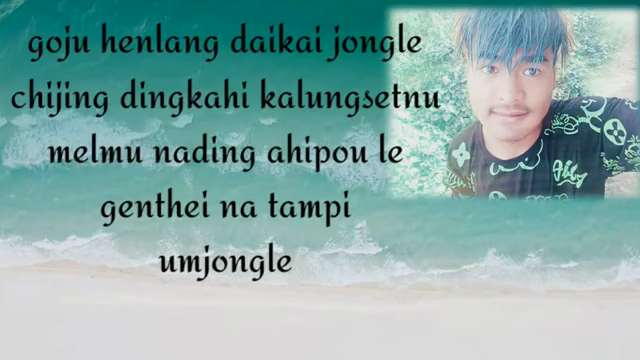 goju henlang daikai jongle
chijing dingkahi kalungsetnu
melmu nading ahipou le
genthei na tampi
umjongle